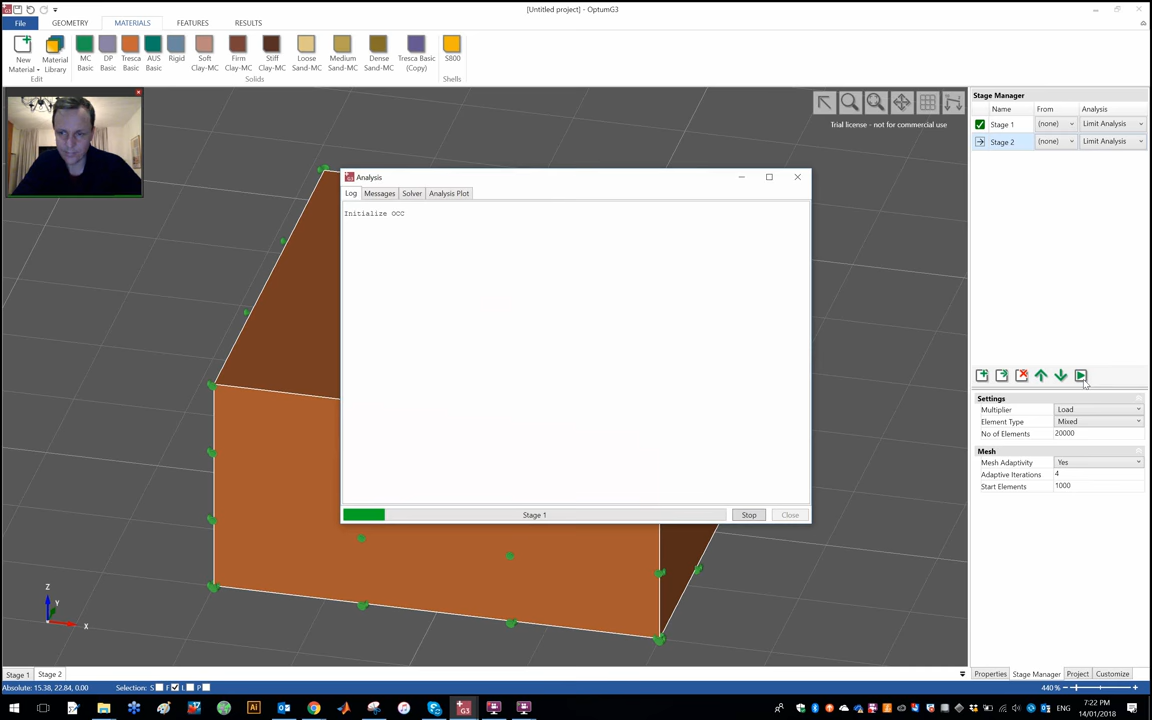 [Untitled project] - OptumG3
File
GEOMETRY
MATERIALS
FEATURES
RESULTS
New Material
Material Library
MC Basic
DP Basic
Tresca Basic
AUS Basic
Rigid
Soft Clay-MC
Firm Clay-MC
Stiff Clay-MC
Loose Sand-MC
Medium Sand-MC
Dense Sand-MC
Tresca Basic (Copy)
S800
Edit
Solids
Shells
Trial license - not for commercial use
Stage Manager
Name From Analysis
Stage 1 (none) Limit Analysis
Stage 2 (none) Limit Analysis
Analysis
Log Messages Solver Analysis Plot
Initialize OCC
Stage 1
Stop
Close
Settings
Multiplier Load
Element Type Mixed
No of Elements 20000
Mesh
Mesh Adaptivity Yes
Adaptive Iterations 4
Start Elements 1000
Z
Y
X
Stage 1 Stage 2
Properties Stage Manager Project Customize
Absolute: 15.38, 22.84, 0.00 Selection: S F L P
440 %
ENG
7:22 PM
14/01/2018